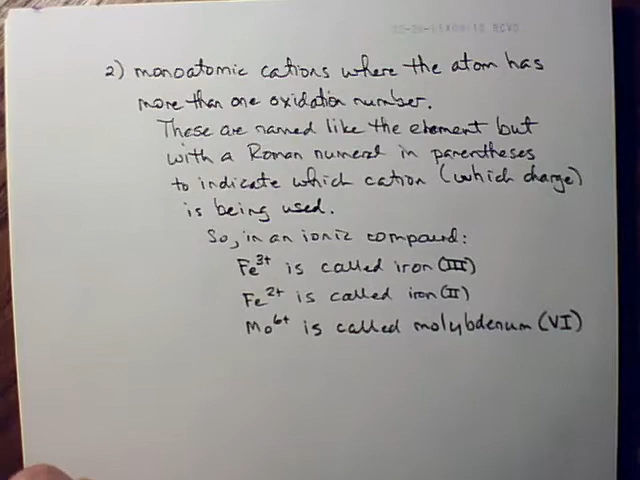 2) monoatomic cations where the atom has
more than one oxidation number.
These are named like the element but
with a Roman numeral in parentheses
to indicate which cation (which charge)
is being used.
So, in an ionic compound:
Fe³⁺ is called iron (III)
Fe²⁺ is called iron (II)
Mo⁶⁺ is called molybdenum (VI)